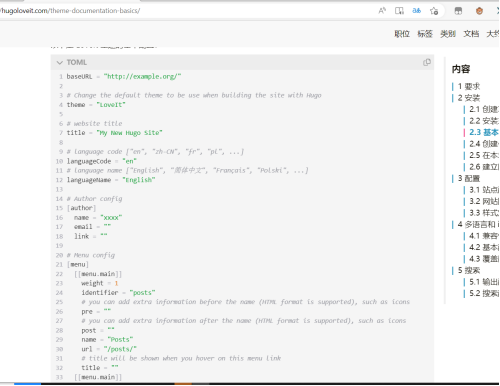 hugoloveit.com/theme-documentation-basics/
职位 标签 类别 文档
TOML
1 baseURL = "http://example.org/"
2
3 # Change the default theme to be use when building the site with Hugo
4 theme = "LoveIt"
5
6 # website title
7 title = "My New Hugo Site"
8
9 # language code ["en", "zh-CN", "fr", "pl", ...]
10 languageCode = "en"
11 # language name ["English", "简体中文", "Français", "Polski", ...]
12 languageName = "English"
13
14 # Author config
15 [author]
16 name = "xxxx"
17 email = ""
18 link = ""
19
20 # Menu config
21 [menu]
22 [[menu.main]]
23 weight = 1
24 identifier = "posts"
25 # you can add extra information before the name (HTML format is supported), such as icons
26 pre = ""
27 # you can add extra information after the name (HTML format is supported), such as icons
28 post = ""
29 name = "Posts"
30 url = "/posts/"
31 # title will be shown when you hover on this menu link
32 title = ""
33 [[menu.main]]
内容
1 要求
2 安装
2.1 创建
2.2 安装
2.3 基本
2.4 创建
2.5 在本
2.6 建立
3 配置
3.1 站点
3.2 网站
3.3 样式
4 多语言和
4.1 兼容
4.2 基本
4.3 覆盖
5 搜索
5.1 输出
5.2 搜索